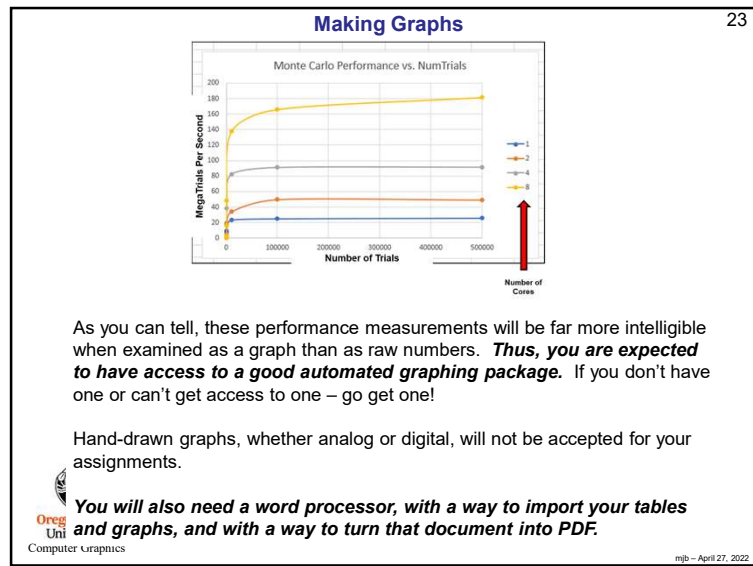 Making Graphs
23
Monte Carlo Performance vs. NumTrials
200
180
160
140
120
100
80
60
40
20
0
MegaTrials Per Second
0 100000 200000 300000 400000 500000
Number of Trials
1
2
4
8
Number of
Cores
As you can tell, these performance measurements will be far more intelligible
when examined as a graph than as raw numbers. Thus, you are expected
to have access to a good automated graphing package. If you don't have
one or can't get access to one – go get one!
Hand-drawn graphs, whether analog or digital, will not be accepted for your
assignments.
You will also need a word processor, with a way to import your tables
and graphs, and with a way to turn that document into PDF.
Oreg
Uni
Computer Graphics
mjb – April 27, 2022